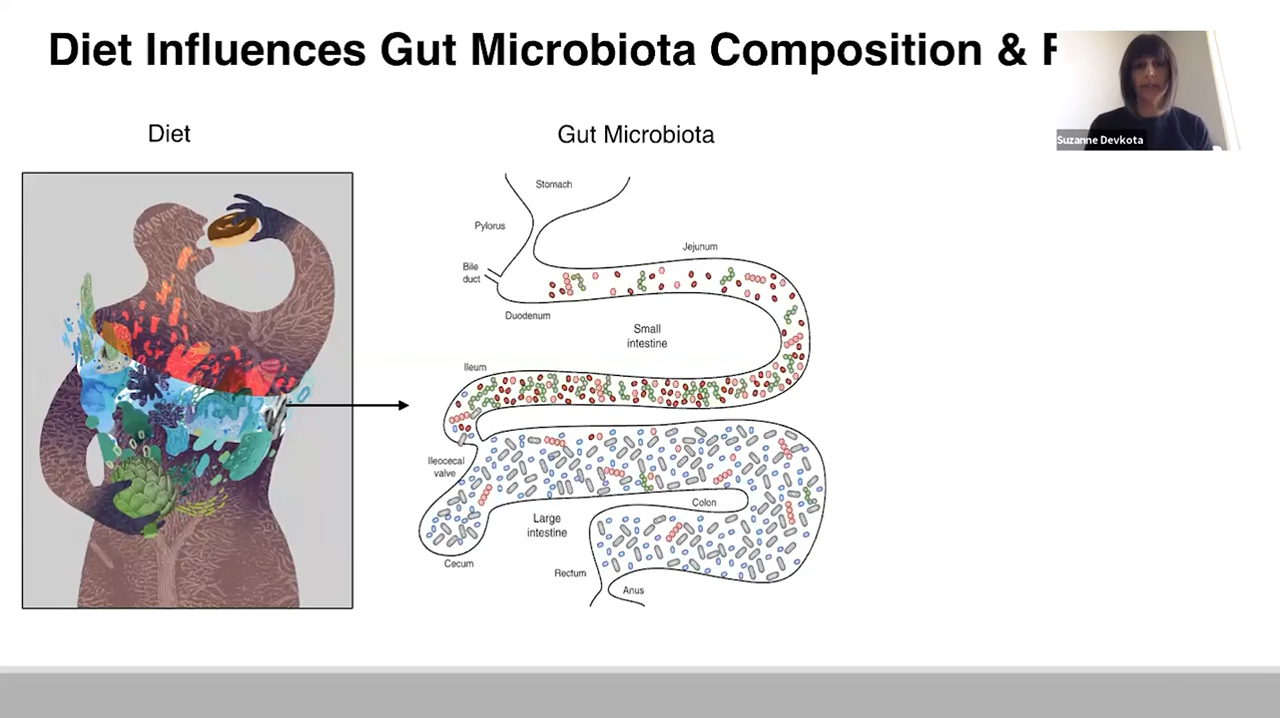 Diet Influences Gut Microbiota Composition & F
Suzanne Devkota
Diet
Gut Microbiota
Stomach
Pylorus
Jejunum
Bile
duct
Duodenum
Small
intestine
Ileum
Ileocecal
valve
Colon
Large
intestine
Cecum
Rectum
Anus